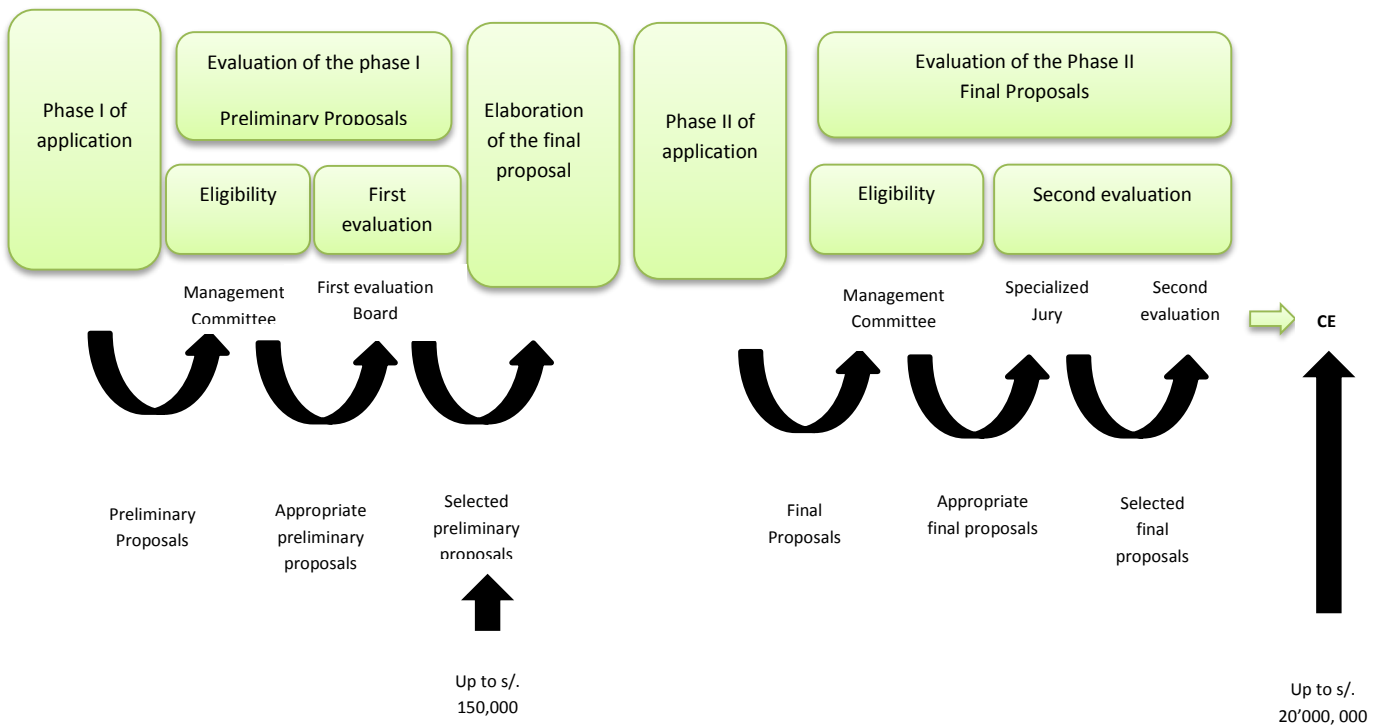 Phase I of
application
Evaluation of the phase I
Preliminary Proposals
Eligibility
First
evaluation
Elaboration
of the final
proposal
Phase II of
application
Evaluation of the Phase II
Final Proposals
Eligibility
Second evaluation
Management
Committee
First evaluation
Board
Management
Committee
Specialized
Jury
Second
evaluation
CE
Preliminary
Proposals
Appropriate
preliminary
proposals
Selected
preliminary
proposals
Final
Proposals
Appropriate
final proposals
Selected
final
proposals
Up to s/.
150,000
Up to s/.
20’000, 000